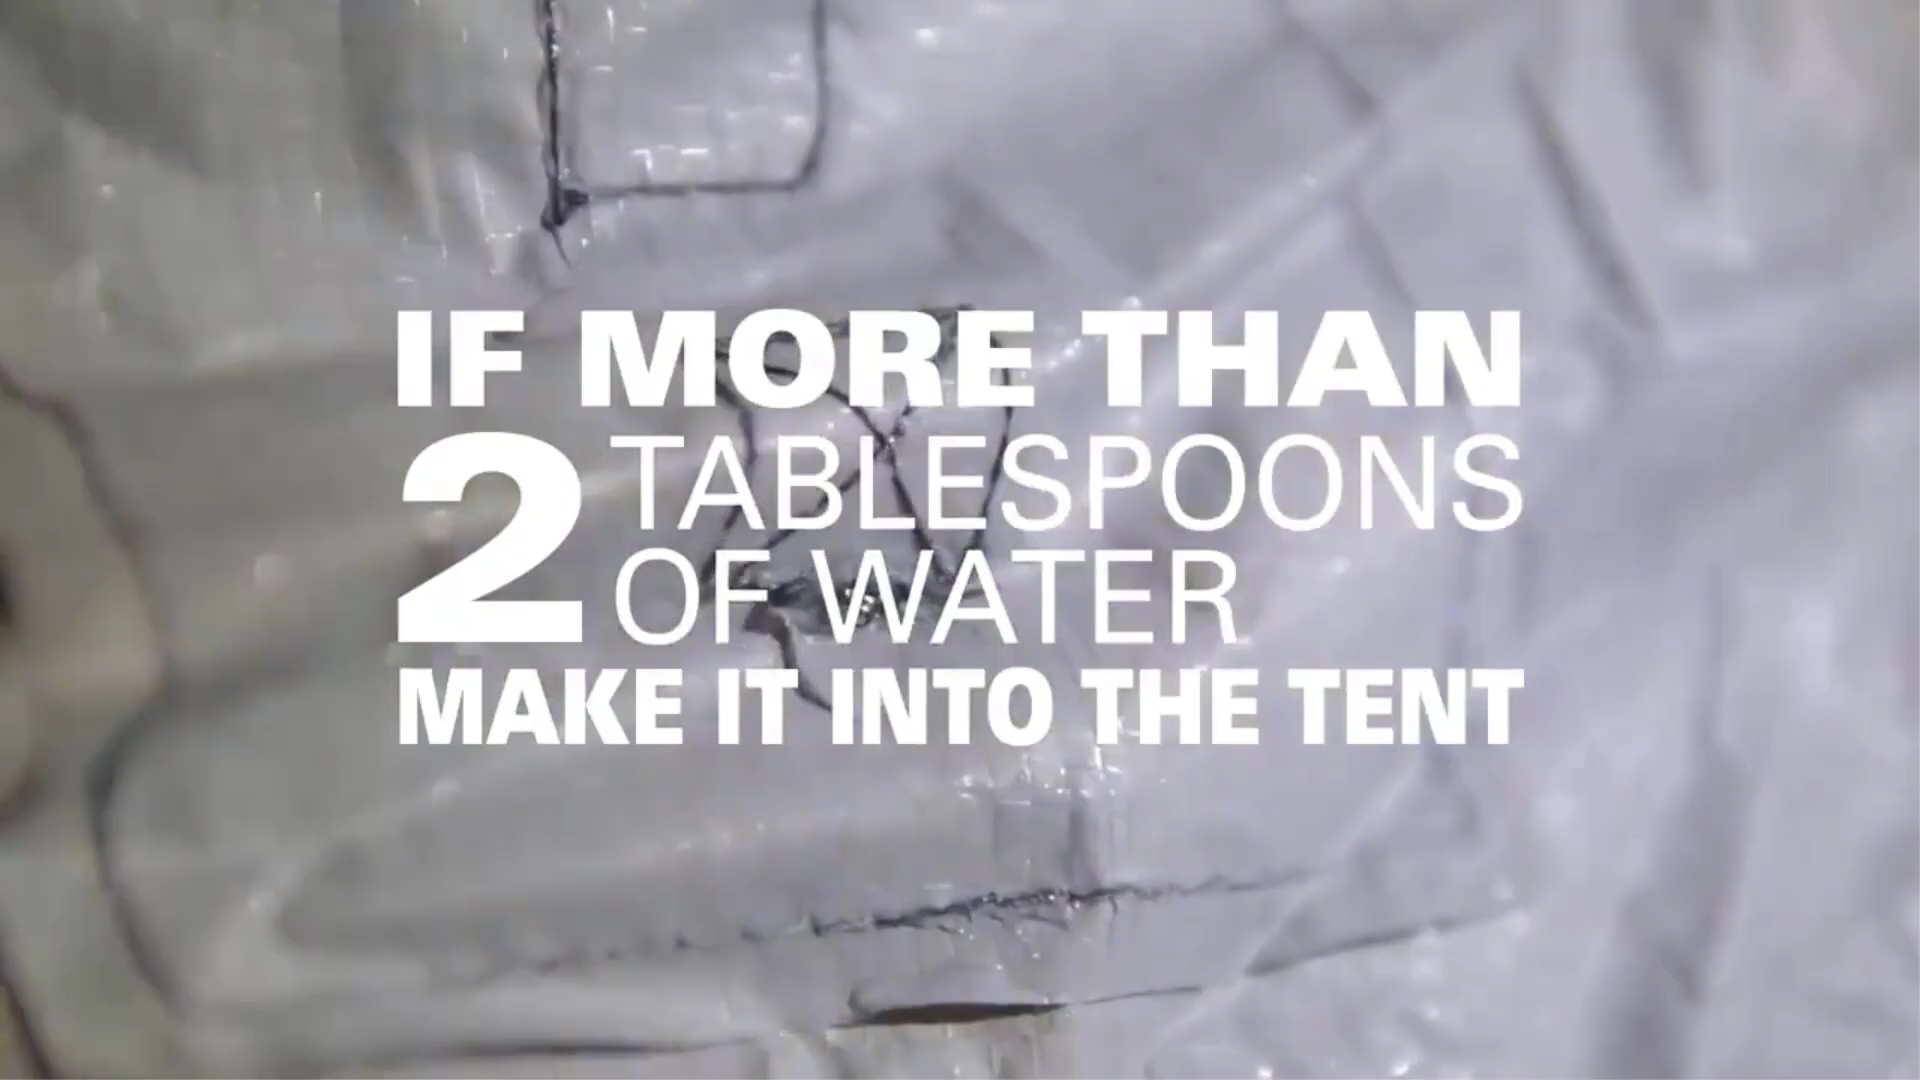 IF MORE THAN
2 TABLESPOONS
OF WATER
MAKE IT INTO THE TENT